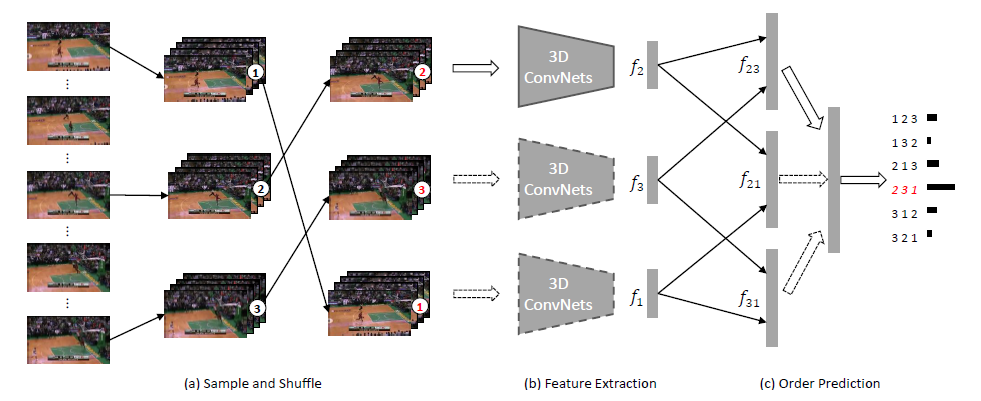 1
2
3
2
3
1
3D
ConvNets
3D
ConvNets
3D
ConvNets
f2
f3
f1
f23
f21
f31
1 2 3
1 3 2
2 1 3
2 3 1
3 1 2
3 2 1
(a) Sample and Shuffle
(b) Feature Extraction
(c) Order Prediction